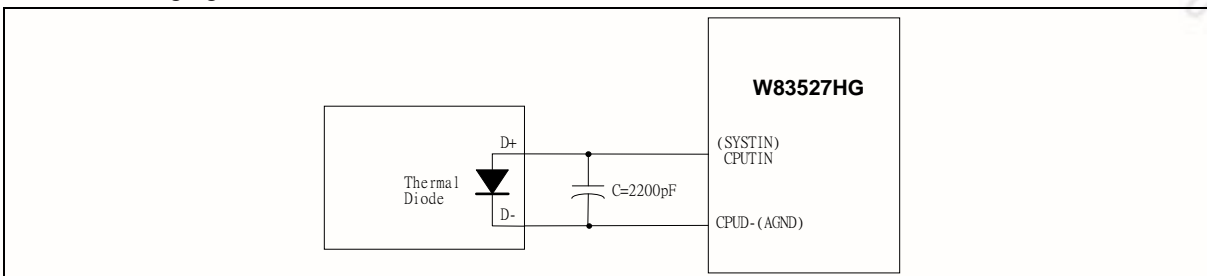 W83527HG
D+
(SYSTIN)
CPUTIN
Thermal
Diode
C=2200pF
D-
CPUD-(AGND)